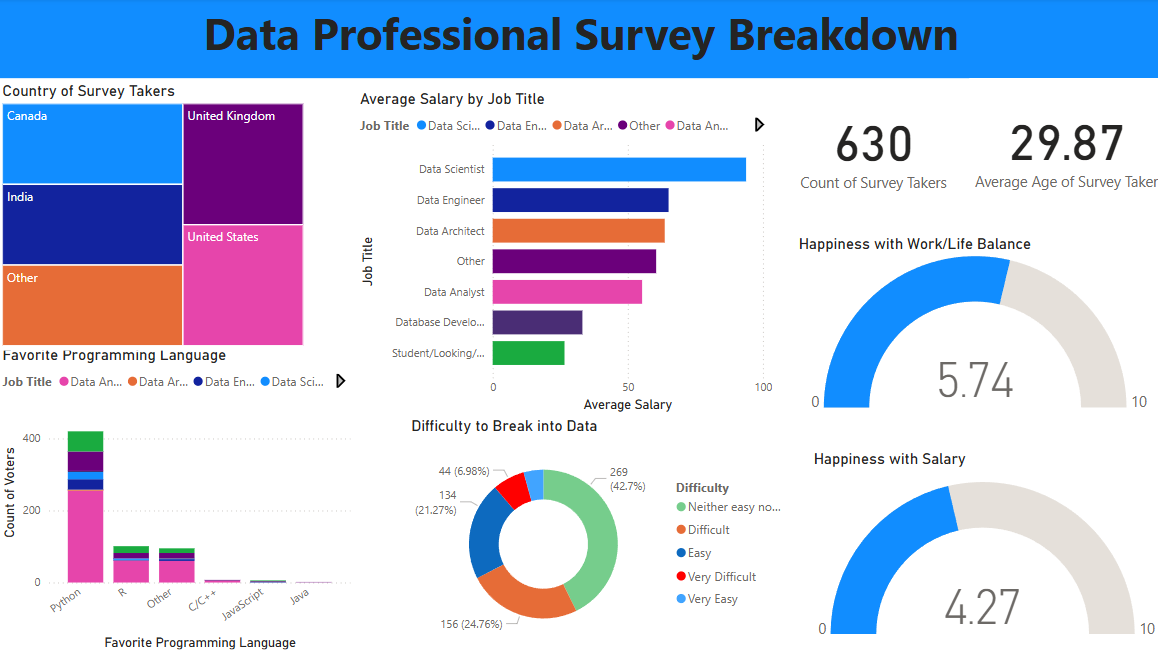 Data Professional Survey Breakdown
Country of Survey Takers
Canada
United Kingdom
India
United States
Other
Average Salary by Job Title
Job Title Data Sci... Data En... Data Ar... Other Data An...
Job Title
Data Scientist
Data Engineer
Data Architect
Other
Data Analyst
Database Develo...
Student/Looking/...
0 50 100
Average Salary
630
Count of Survey Takers
29.87
Average Age of Survey Taker
Happiness with Work/Life Balance
5.74
0 10
Favorite Programming Language
Job Title Data An... Data Ar... Data En... Data Sci...
Count of Voters
400
200
0
Python R Other C/C++ JavaScript Java
Favorite Programming Language
Difficulty to Break into Data
44 (6.98%)
269
(42.7%)
134
(21.27%)
156 (24.76%)
Difficulty
Neither easy no...
Difficult
Easy
Very Difficult
Very Easy
Happiness with Salary
4.27
0 10